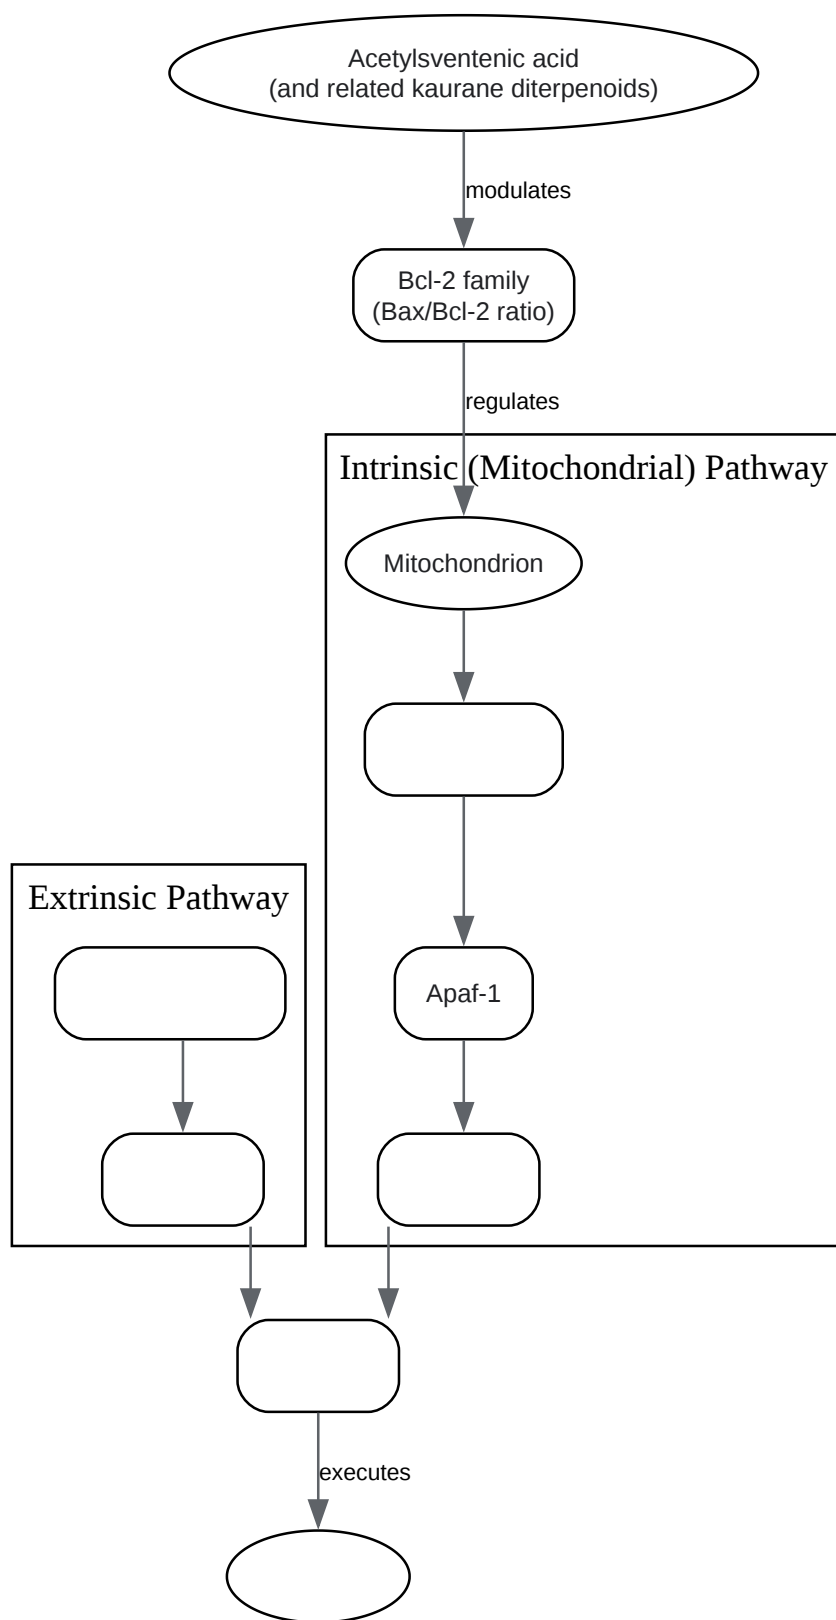 Acetylsventenic acid
(and related kaurane diterpenoids)
modulates
Bcl-2 family
(Bax/Bcl-2 ratio)
regulates
Intrinsic (Mitochondrial) Pathway
Mitochondrion
Extrinsic Pathway
Apaf-1
executes